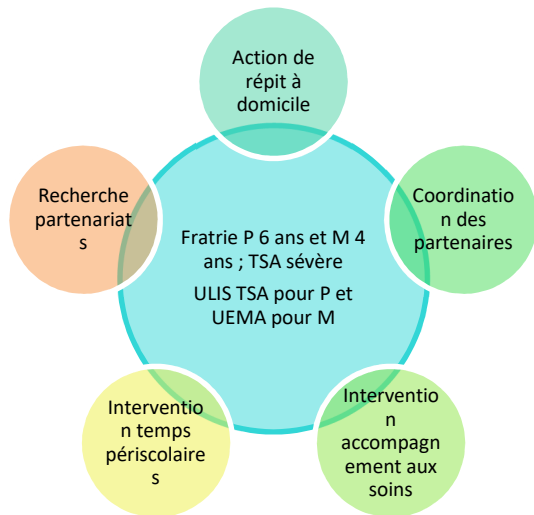 Action de
répit à
domicile
Coordinatio
n des
partenaires
Interventio
n
accompagn
ement aux
soins
Interventio
n temps
périscolaire
s
Recherche
partenariat
s
Fratrie P 6 ans et M 4
ans ; TSA sévère
ULIS TSA pour P et
UEMA pour M